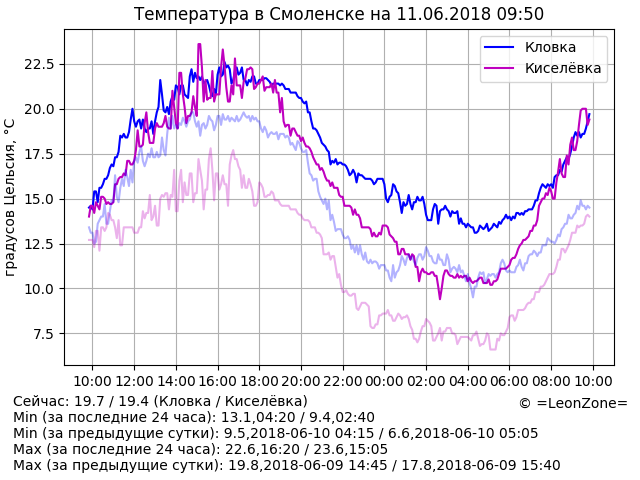 Температура в Смоленске на 11.06.2018 09:50
градусов Цельсия, °C
22.5
20.0
17.5
15.0
12.5
10.0
7.5
Кловка
Киселёвка
10:00 12:00 14:00 16:00 18:00 20:00 22:00 00:00 02:00 04:00 06:00 08:00 10:00
Сейчас: 19.7 / 19.4 (Кловка / Киселёвка)
© =LeonZone=
Min (за последние 24 часа): 13.1,04:20 / 9.4,02:40
Min (за предыдущие сутки): 9.5,2018-06-10 04:15 / 6.6,2018-06-10 05:05
Max (за последние 24 часа): 22.6,16:20 / 23.6,15:05
Max (за предыдущие сутки): 19.8,2018-06-09 14:45 / 17.8,2018-06-09 15:40